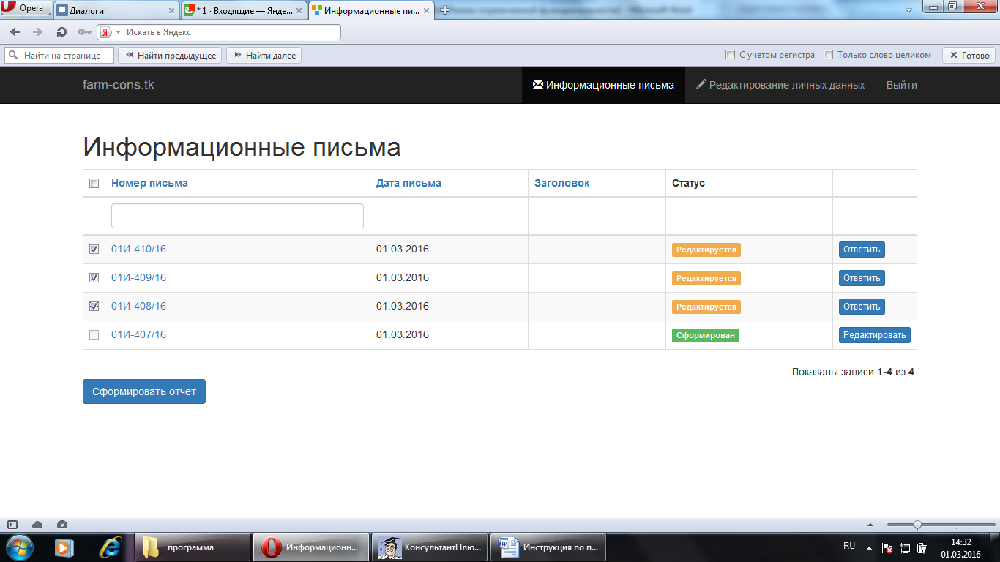 Opera
Диалоги
* 1 · Входящие — Янде...
Информационные пис...
Искать в Яндекс
Найти на странице
Найти предыдущее
Найти далее
С учетом регистра
Только слово целиком
Готово
farm-cons.tk
Информационные письма
Редактирование личных данных
Выйти
Информационные письма
Номер письма Дата письма Заголовок Статус
01И-410/16 01.03.2016 Редактируется Ответить
01И-409/16 01.03.2016 Редактируется Ответить
01И-408/16 01.03.2016 Редактируется Ответить
01И-407/16 01.03.2016 Сформирован Редактировать
Показаны записи 1-4 из 4.
Сформировать отчет
программа
Информационн...
КонсультантПлю...
Инструкция по п...
RU
14:32
01.03.2016